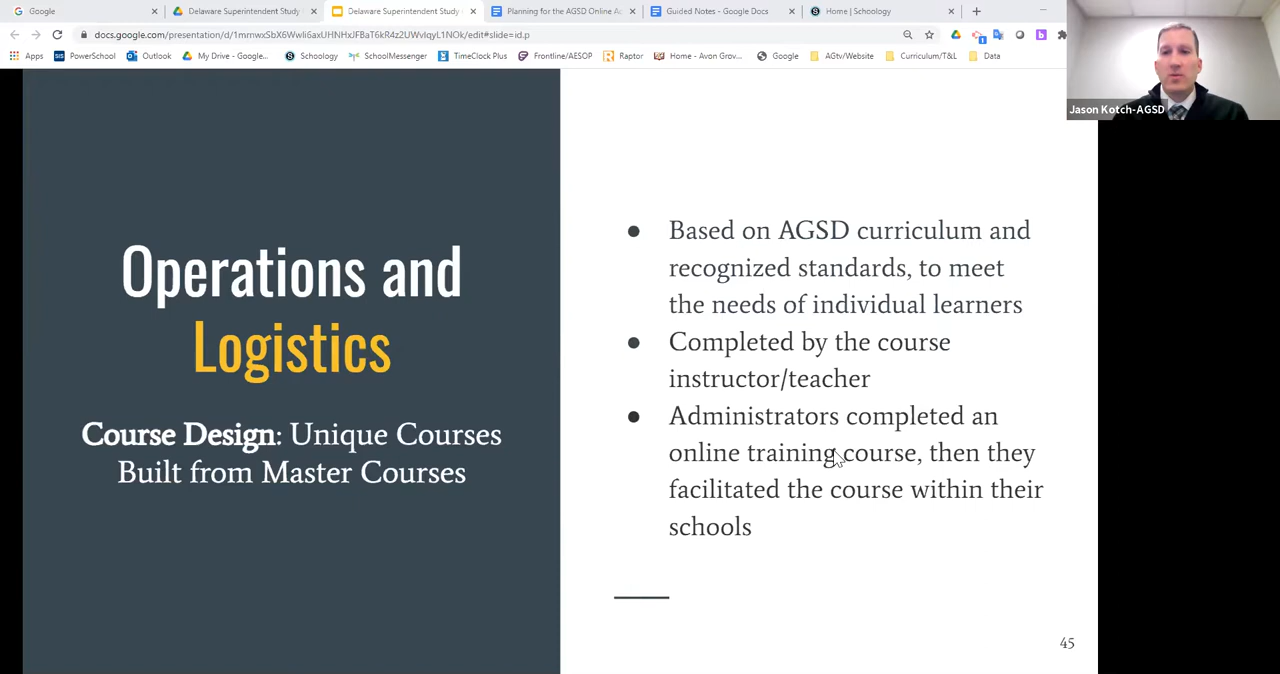 Google
Delaware Superintendent Study
Delaware Superintendent Study
Planning for the AGSD Online A
Guided Notes - Google Docs
Home | Schoology
docs.google.com/presentation/d/
/edit#slide=id.p
Apps
PowerSchool
Outlook
My Drive - Google...
Schoology
SchoolMessenger
TimeClock Plus
Frontline/AESOP
Raptor
Home - Avon Grov...
Google
AGtv/Website
Curriculum/T&L
Data
Jason Kotch-AGSD
Operations and
Logistics
Course Design: Unique Courses
Built from Master Courses
● Based on AGSD curriculum and
recognized standards, to meet
the needs of individual learners
● Completed by the course
instructor/teacher
● Administrators completed an
online training course, then they
facilitated the course within their
schools
45